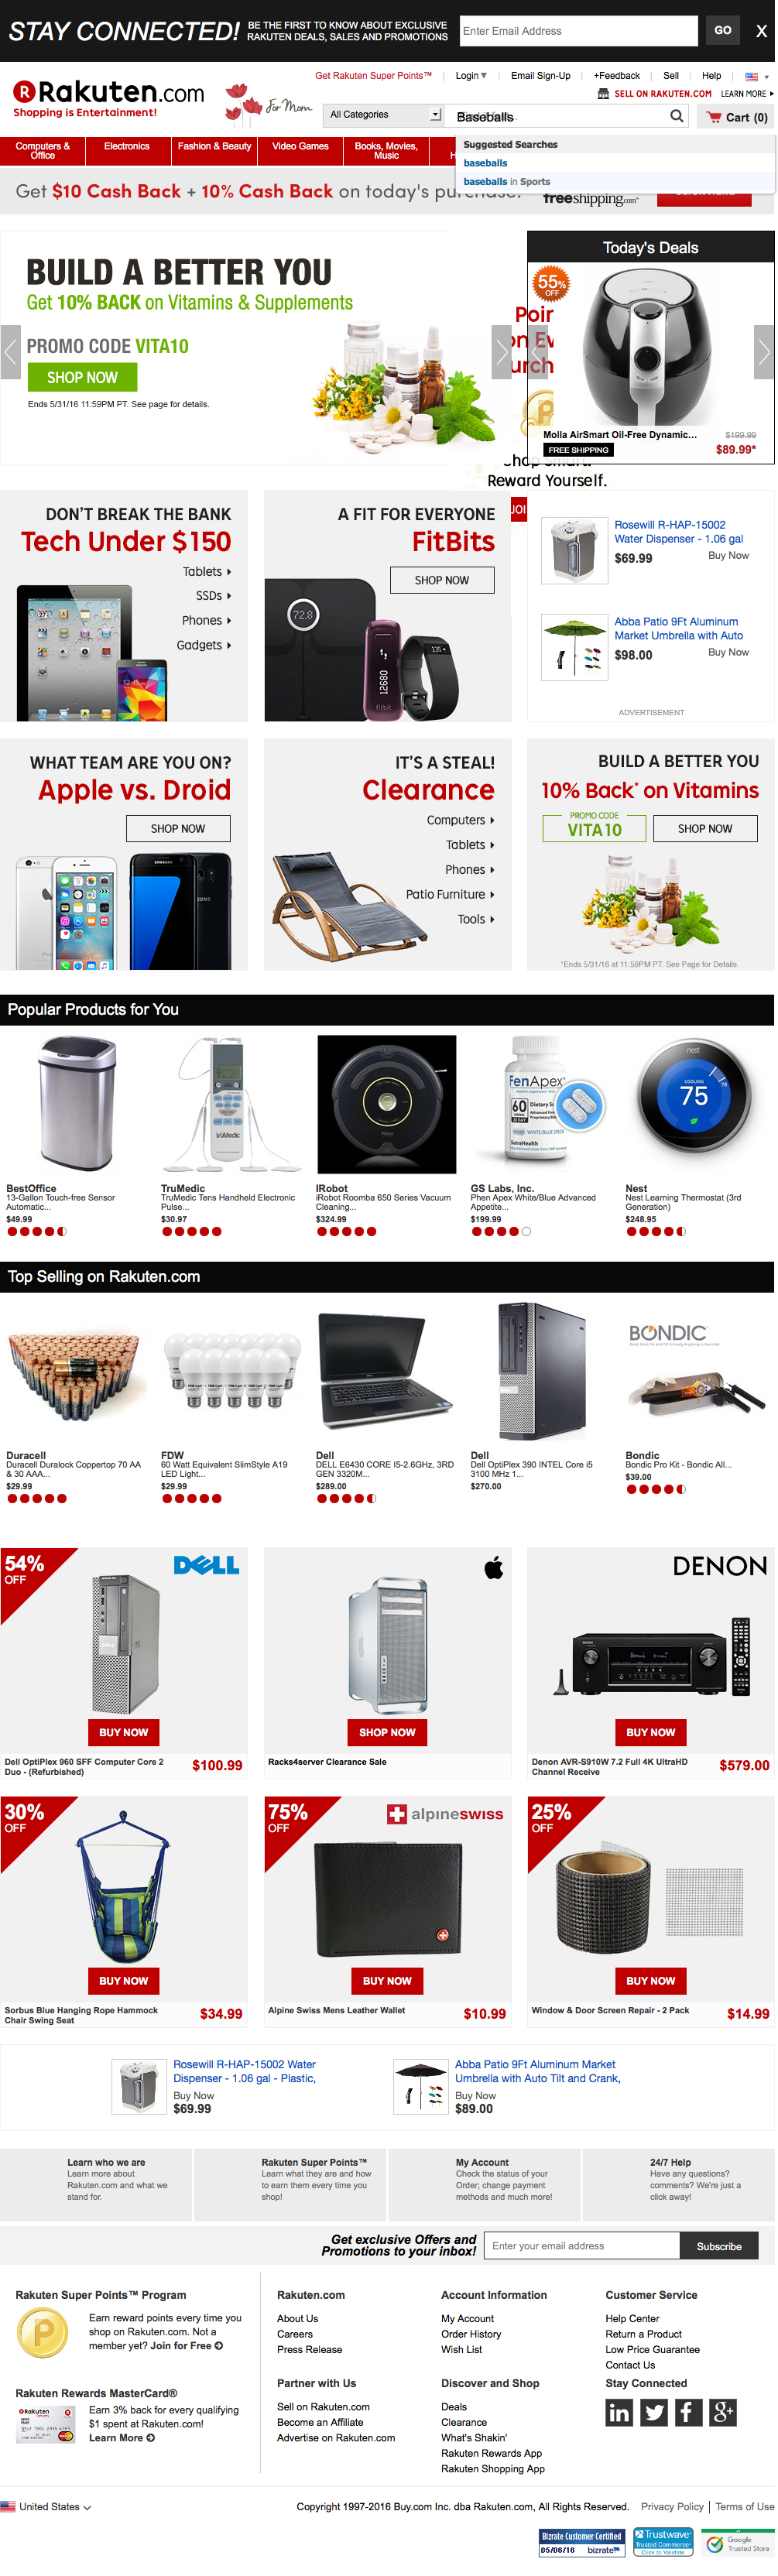 STAY CONNECTED!
BE THE FIRST TO KNOW ABOUT EXCLUSIVE
RAKUTEN DEALS, SALES AND PROMOTIONS
Enter Email Address
GO
X
Get Rakuten Super Points™
Login
Email Sign-Up
+Feedback
Sell
Help
Rakuten.com
Shopping is Entertainment!
For Mom
SELL ON RAKUTEN.COM
LEARN MORE
All Categories
Baseballs
Cart (0)
Computers & Office
Electronics
Fashion & Beauty
Video Games
Books, Movies, Music
H
Suggested Searches
baseballs
baseballs in Sports
Get $10 Cash Back + 10% Cash Back on today's purchase.
freeshipping.com
BUILD A BETTER YOU
Get 10% BACK on Vitamins & Supplements
PROMO CODE VITA10
SHOP NOW
Ends 5/31/16 11:59PM PT. See page for details.
Reward Yourself.
Today's Deals
55%
OFF
Molla AirSmart Oil-Free Dynamic...
$199.99
FREE SHIPPING
$89.99*
DON'T BREAK THE BANK
Tech Under $150
Tablets
SSDs
Phones
Gadgets
A FIT FOR EVERYONE
FitBits
SHOP NOW
72.8
12680
fitbit
Rosewill R-HAP-15002
Water Dispenser - 1.06 gal
$69.99
Buy Now
Abba Patio 9Ft Aluminum
Market Umbrella with Auto
$98.00
Buy Now
ADVERTISEMENT
WHAT TEAM ARE YOU ON?
Apple vs. Droid
SHOP NOW
SAMSUNG
IT'S A STEAL!
Clearance
Computers
Tablets
Phones
Patio Furniture
Tools
BUILD A BETTER YOU
10% Back* on Vitamins
PROMO CODE
VITA10
SHOP NOW
*Ends 5/31/16 at 11:59PM PT. See Page for Details.
Popular Products for You
truMedic
FenApex
60
nest
COOLING
75
BestOffice
13-Gallon Touch-free Sensor
Automatic...
$49.99
TruMedic
TruMedic Tens Handheld Electronic
Pulse...
$30.97
IRobot
iRobot Roomba 650 Series Vacuum
Cleaning...
$324.99
GS Labs, Inc.
Phen Apex White/Blue Advanced
Appetite...
$199.99
Nest
Nest Learning Thermostat (3rd
Generation)
$248.95
Top Selling on Rakuten.com
BONDIC
Duracell
Duracell Duralock Coppertop 70 AA
& 30 AAA...
$29.99
FDW
60 Watt Equivalent SlimStyle A19
LED Light...
$29.99
Dell
DELL E6430 CORE I5-2.6GHz, 3RD
GEN 3320M...
$289.00
Dell
Dell OptiPlex 390 INTEL Core i5
3100 MHz 1...
$270.00
Bondic
Bondic Pro Kit - Bondic All...
$39.00
54%
OFF
DELL
BUY NOW
Dell OptiPlex 960 SFF Computer Core 2
Duo - (Refurbished)
$100.99
SHOP NOW
Racks4server Clearance Sale
DENON
BUY NOW
Denon AVR-S910W 7.2 Full 4K UltraHD
Channel Receive
$579.00
30%
OFF
BUY NOW
Sorbus Blue Hanging Rope Hammock
Chair Swing Seat
$34.99
75%
OFF
alpineswiss
BUY NOW
Alpine Swiss Mens Leather Wallet
$10.99
25%
OFF
BUY NOW
Window & Door Screen Repair - 2 Pack
$14.99
Rosewill R-HAP-15002 Water
Dispenser - 1.06 gal - Plastic,
Buy Now
$69.99
Abba Patio 9Ft Aluminum Market
Umbrella with Auto Tilt and Crank,
Buy Now
$89.00
Learn who we are
Learn more about
Rakuten.com and what we
stand for.
Rakuten Super Points™
Learn what they are and how
to earn them every time you
shop!
My Account
Check the status of your
Order; change payment
methods and much more!
24/7 Help
Have any questions?
comments? We're just a
click away!
Get exclusive Offers and
Promotions to your inbox!
Enter your email address
Subscribe
Rakuten Super Points™ Program
Earn reward points every time you
shop on Rakuten.com. Not a
member yet? Join for Free
Rakuten Rewards MasterCard®
Earn 3% back for every qualifying
$1 spent at Rakuten.com!
Learn More
Rakuten.com
About Us
Careers
Press Release
Partner with Us
Sell on Rakuten.com
Become an Affiliate
Advertise on Rakuten.com
Account Information
My Account
Order History
Wish List
Discover and Shop
Deals
Clearance
What's Shakin'
Rakuten Rewards App
Rakuten Shopping App
Customer Service
Help Center
Return a Product
Low Price Guarantee
Contact Us
Stay Connected
United States
Copyright 1997-2016 Buy.com Inc. dba Rakuten.com, All Rights Reserved.
Privacy Policy | Terms of Use
Bizrate Customer Certified
05/06/16 bizrate
Trustwave
Trusted Commerce
Click to Validate
Google
Trusted Store